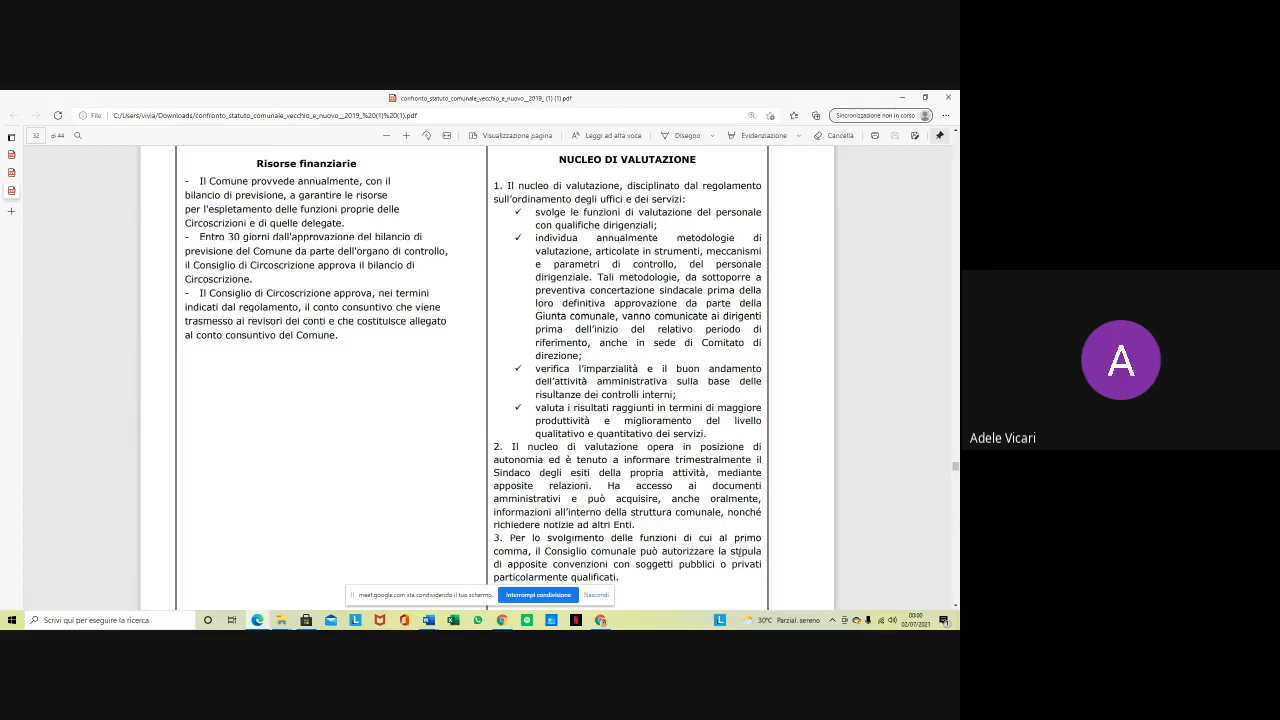 confronto_statuto_comunale_vecchio_e_nuovo__2019_ (1) (1).pdf
File
C:/Users/vivia/Downloads/confronto_statuto_comunale_vecchio_e_nuovo__2019_%20(1)%20(1).pdf
Sincronizzazione non in corso
32 di 44
Visualizzazione pagina
Leggi ad alta voce
Disegno
Evidenziazione
Cancella
Risorse finanziarie
- Il Comune provvede annualmente, con il
bilancio di previsione, a garantire le risorse
per l'espletamento delle funzioni proprie delle
Circoscrizioni e di quelle delegate.
- Entro 30 giorni dall'approvazione del bilancio di
previsione del Comune da parte dell'organo di controllo,
il Consiglio di Circoscrizione approva il bilancio di
Circoscrizione.
- Il Consiglio di Circoscrizione approva, nei termini
indicati dal regolamento, il conto consuntivo che viene
trasmesso ai revisori dei conti e che costituisce allegato
al conto consuntivo del Comune.
NUCLEO DI VALUTAZIONE
1. Il nucleo di valutazione, disciplinato dal regolamento
sull'ordinamento degli uffici e dei servizi:
✓ svolge le funzioni di valutazione del personale
con qualifiche dirigenziali;
✓ individua annualmente metodologie di
valutazione, articolate in strumenti, meccanismi
e parametri di controllo, del personale
dirigenziale. Tali metodologie, da sottoporre a
preventiva concertazione sindacale prima della
loro definitiva approvazione da parte della
Giunta comunale, vanno comunicate ai dirigenti
prima dell'inizio del relativo periodo di
riferimento, anche in sede di Comitato di
direzione;
✓ verifica l'imparzialità e il buon andamento
dell'attività amministrativa sulla base delle
risultanze dei controlli interni;
✓ valuta i risultati raggiunti in termini di maggiore
produttività e miglioramento del livello
qualitativo e quantitativo dei servizi.
2. Il nucleo di valutazione opera in posizione di
autonomia ed è tenuto a informare trimestralmente il
Sindaco degli esiti della propria attività, mediante
apposite relazioni. Ha accesso ai documenti
amministrativi e può acquisire, anche oralmente,
informazioni all'interno della struttura comunale, nonché
richiedere notizie ad altri Enti.
3. Per lo svolgimento delle funzioni di cui al primo
comma, il Consiglio comunale può autorizzare la stipula
di apposite convenzioni con soggetti pubblici o privati
particolarmente qualificati.
meet.google.com sta condividendo il tuo schermo.
Interrompi condivisione
Nascondi
Scrivi qui per eseguire la ricerca
30°C Parzial. sereno
00:00
02/07/2021
A
Adele Vicari